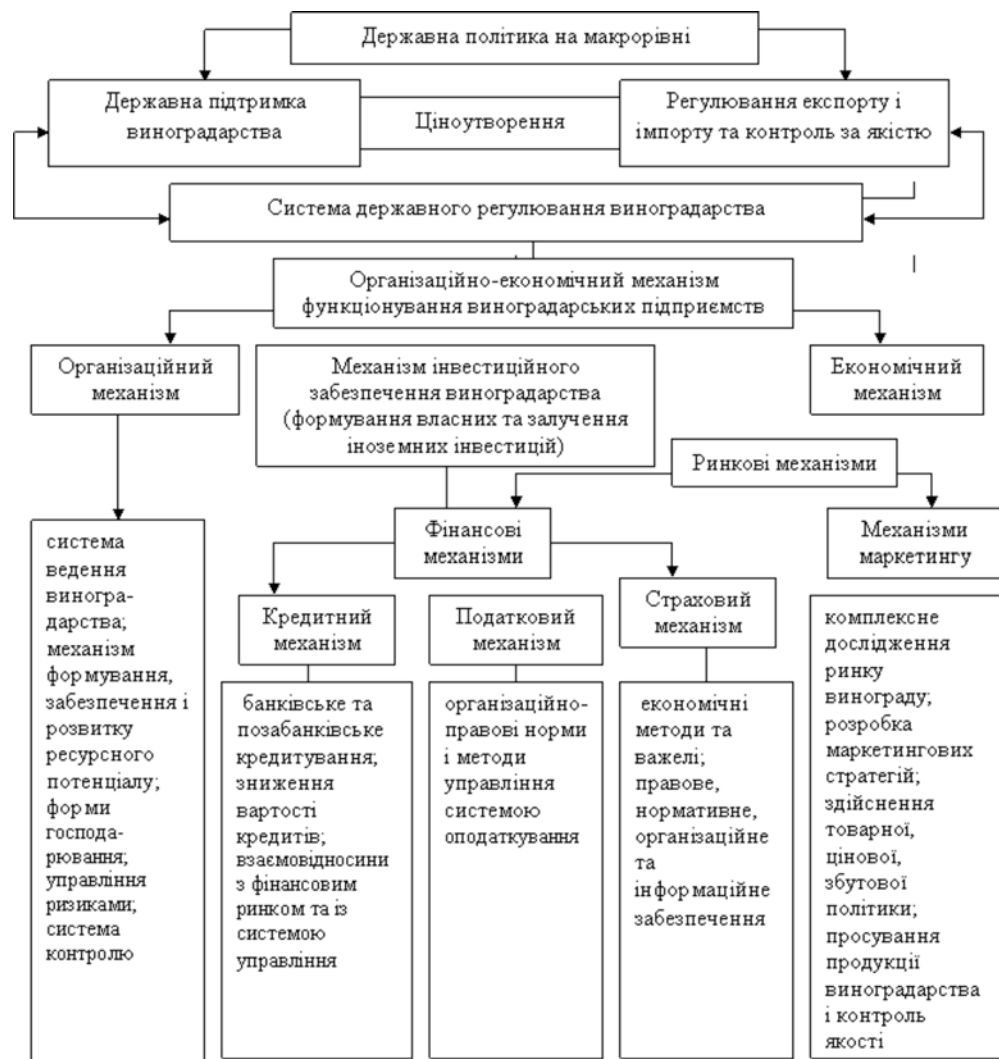 Державна політика на макрорівні
Державна підтримка
виноградарства
Ціноутворення
Регулювання експорту і
імпорту та контроль за якістю
Система державного регулювання виноградарства
Організаційно-економічний механізм
функціонування виноградарських підприємств
Організаційний
механізм
Механізм інвестиційного
забезпечення виноградарства
(формування власних та залучення
іноземних інвестицій)
Економічний
механізм
Ринкові механізми
Фінансові
механізми
Механізми
маркетингу
система
ведення
виногра-
дарства;
механізм
формування,
забезпечення і
розвитку
ресурсного
потенціалу;
форми
господа-
рювання;
управління
ризиками;
система
контролю
Кредитний
механізм
Податковий
механізм
Страховий
механізм
банківське та
позабанківське
кредитування;
зниження
вартості
кредитів;
взаємовідносини
з фінансовим
ринком та із
системою
управління
організаційно-
правові норми
і методи
управління
системою
оподаткування
економічні
методи та
важелі;
правове,
нормативне,
організаційне
та
інформаційне
забезпечення
комплексне
дослідження
ринку
винограду;
розробка
маркетингових
стратегій;
здійснення
товарної,
цінової,
збутової
політики;
просування
продукції
виноградарства
і контроль
якості